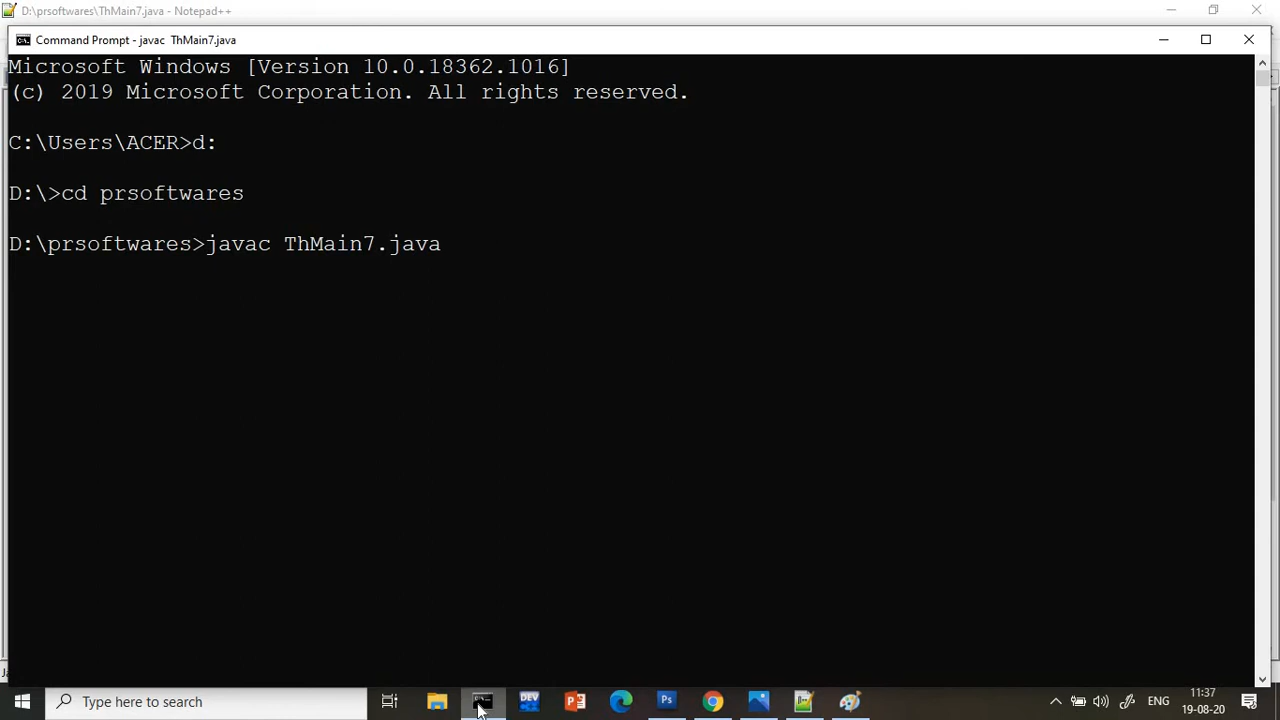 D:\prsoftwares\ThMain7.java - Notepad++
Command Prompt - javac  ThMain7.java
Microsoft Windows [Version 10.0.18362.1016]
(c) 2019 Microsoft Corporation. All rights reserved.
C:\Users\ACER>d:
D:\>cd prsoftwares
D:\prsoftwares>javac ThMain7.java
Type here to search
DEV
Ps
ENG
11:37
19-08-20